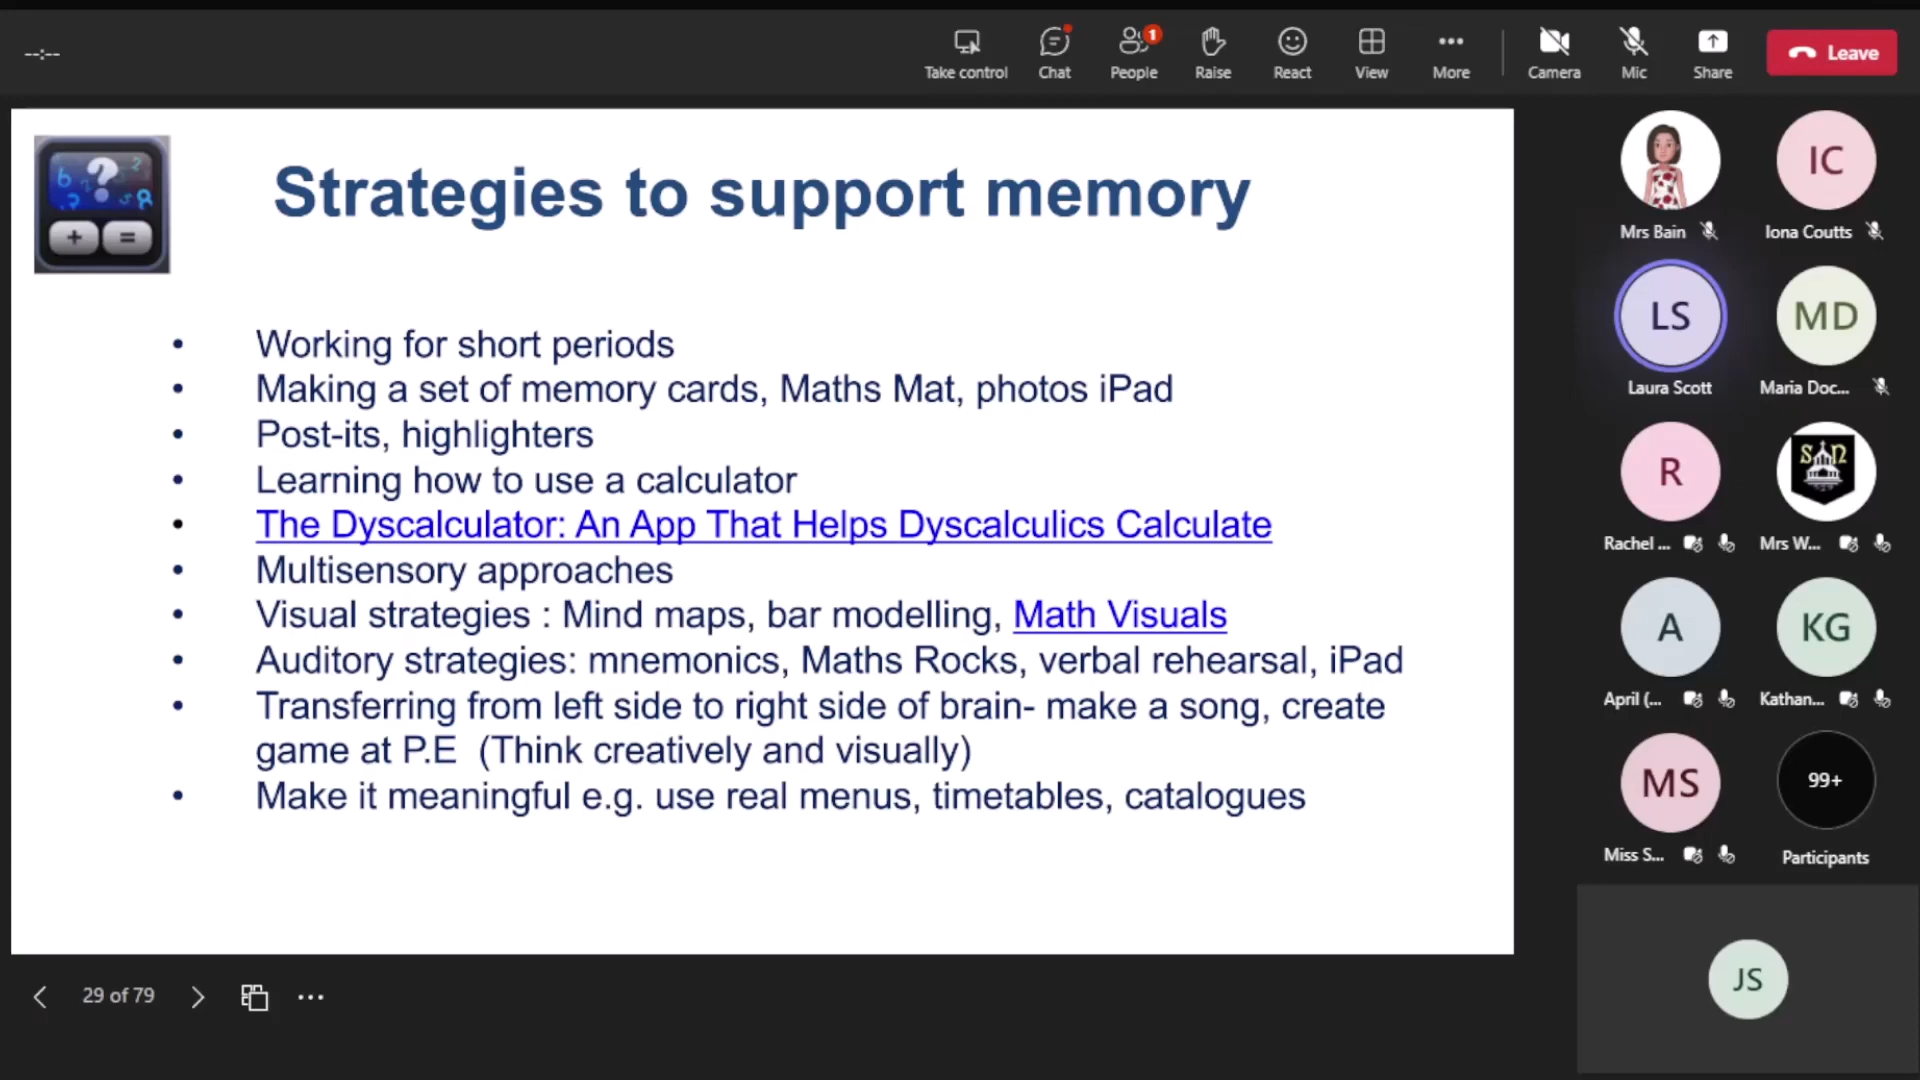 --:--
Take control
Chat
1
People
Raise
React
View
More
Camera
Mic
Share
Leave
Strategies to support memory
• Working for short periods
• Making a set of memory cards, Maths Mat, photos iPad
• Post-its, highlighters
• Learning how to use a calculator
• The Dyscalculator: An App That Helps Dyscalculics Calculate
• Multisensory approaches
• Visual strategies : Mind maps, bar modelling, Math Visuals
• Auditory strategies: mnemonics, Maths Rocks, verbal rehearsal, iPad
• Transferring from left side to right side of brain- make a song, create
game at P.E (Think creatively and visually)
• Make it meaningful e.g. use real menus, timetables, catalogues
29 of 79
Mrs Bain
IC
Iona Coutts
LS
Laura Scott
MD
Maria Doc...
R
Rachel ...
SN
Mrs W...
A
April (...
KG
Kathan...
MS
Miss S...
99+
Participants
JS